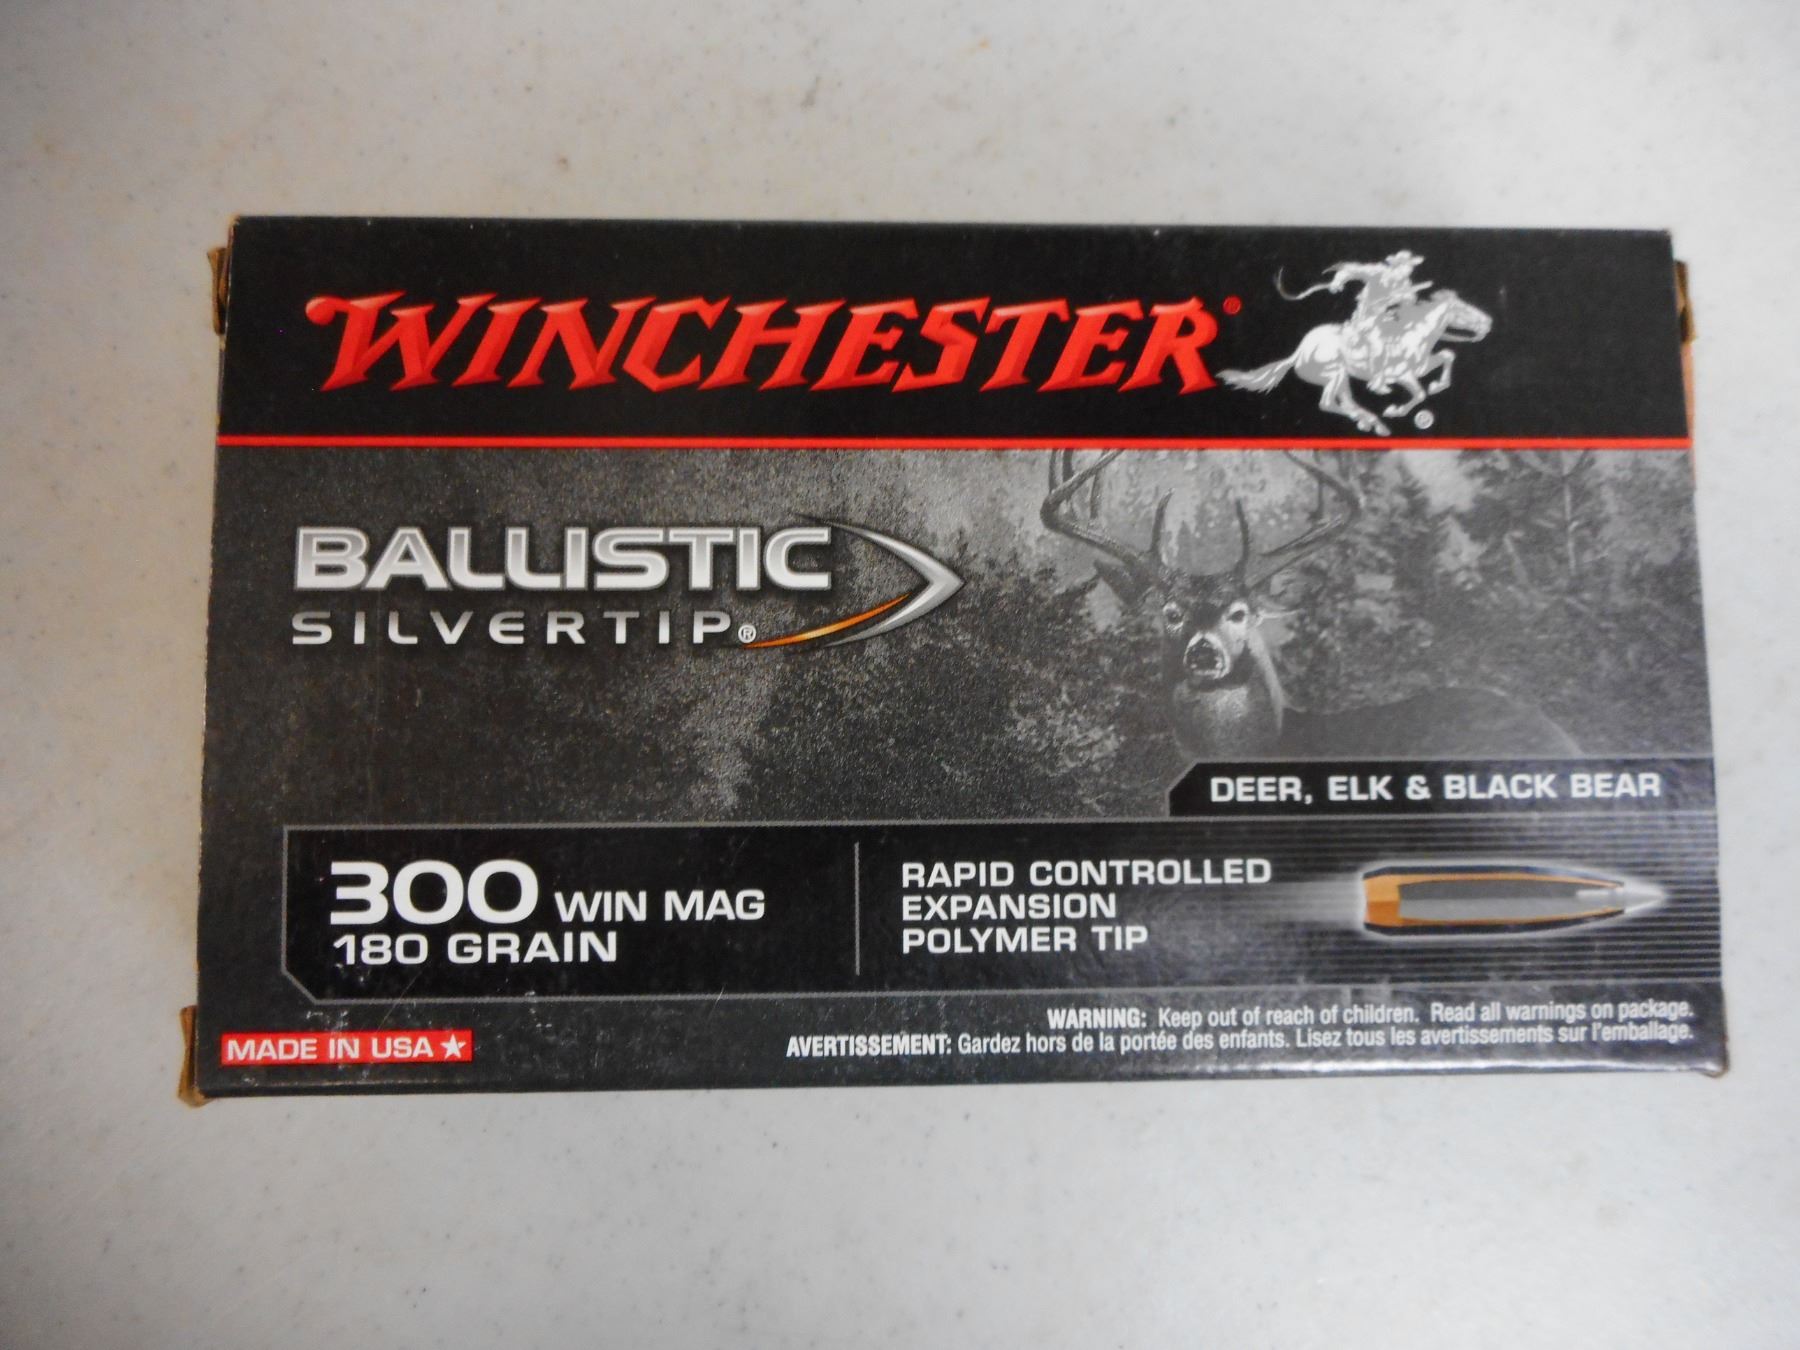 WINCHESTER®
®
BALLISTIC
SILVERTIP®
DEER, ELK & BLACK BEAR
300 WIN MAG
180 GRAIN
RAPID CONTROLLED
EXPANSION
POLYMER TIP
MADE IN USA ★
WARNING: Keep out of reach of children. Read all warnings on package.
AVERTISSEMENT: Gardez hors de la portée des enfants. Lisez tous les avertissements sur l'emballage.